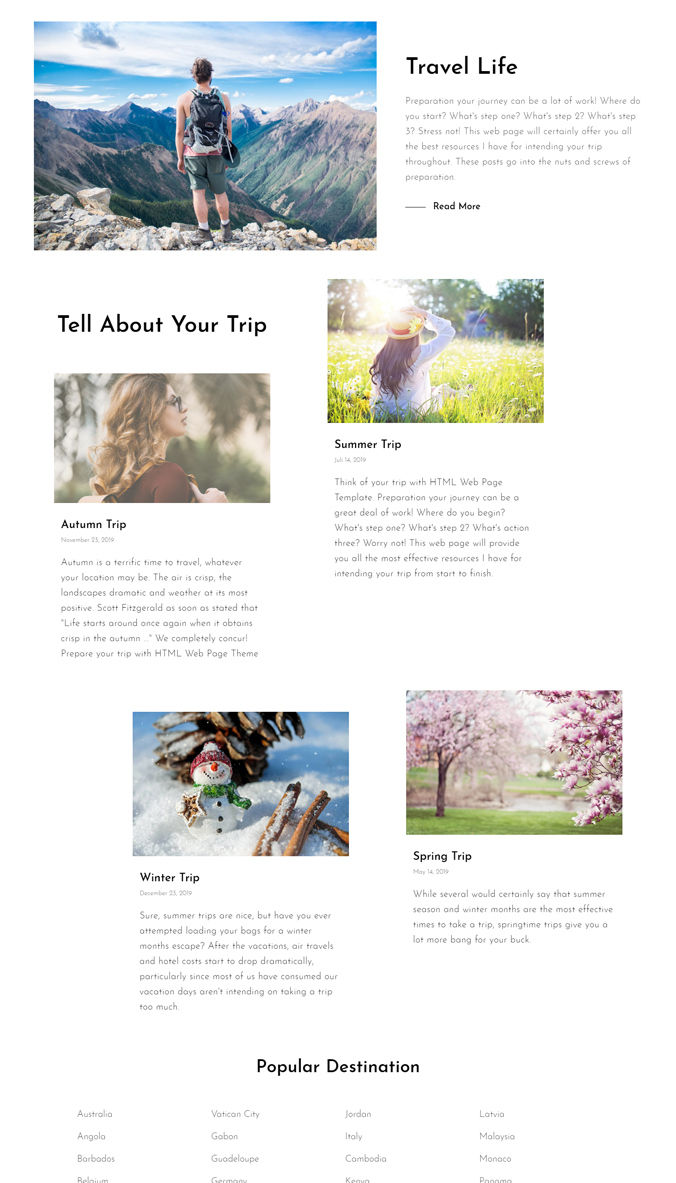 Travel Life
Preparation your journey can be a lot of work! Where do
you start? What's step one? What's step 2? What's step
3? Stress not! This web page will certainly offer you all
the best resources I have for intending your trip
throughout. These posts go into the nuts and screws of
preparation
Read More
Tell About Your Trip
Autumn Trip
November 23, 2019
Autumn is a terrific time to travel, whatever
your location may be. The air is crisp, the
landscapes dramatic and weather at its most
positive. Scott Fitzgerald as soon as stated that
"Life starts around once again when it obtains
crisp in the autumn ..." We completely concur!
Prepare your trip with HTML Web Page Theme
Summer Trip
Juli 14, 2019
Think of your trip with HTML Web Page
Template. Preparation your journey can be a
great deal of work! Where do you begin?
What's step one? What's step 2? What's action
three? Worry not! This web page will provide
you all the most effective resources I have for
intending your trip from start to finish.
Winter Trip
December 23, 2019
Sure, summer trips are nice, but have you ever
attempted loading your bags for a winter
months escape? After the vacations, air travels
and hotel costs start to drop dramatically,
particularly since most of us have consumed our
vacation days aren't intending on taking a trip
too much.
Spring Trip
May 14, 2019
While several would certainly say that summer
season and winter months are the most effective
times to take a trip, springtime trips give you a
lot more bang for your buck
Popular Destination
Australia Vatican City Jordan Latvia
Angola Gabon Italy Malaysia
Barbados Guadeloupe Cambodia Monaco
Belgium Germany Kenya Panama